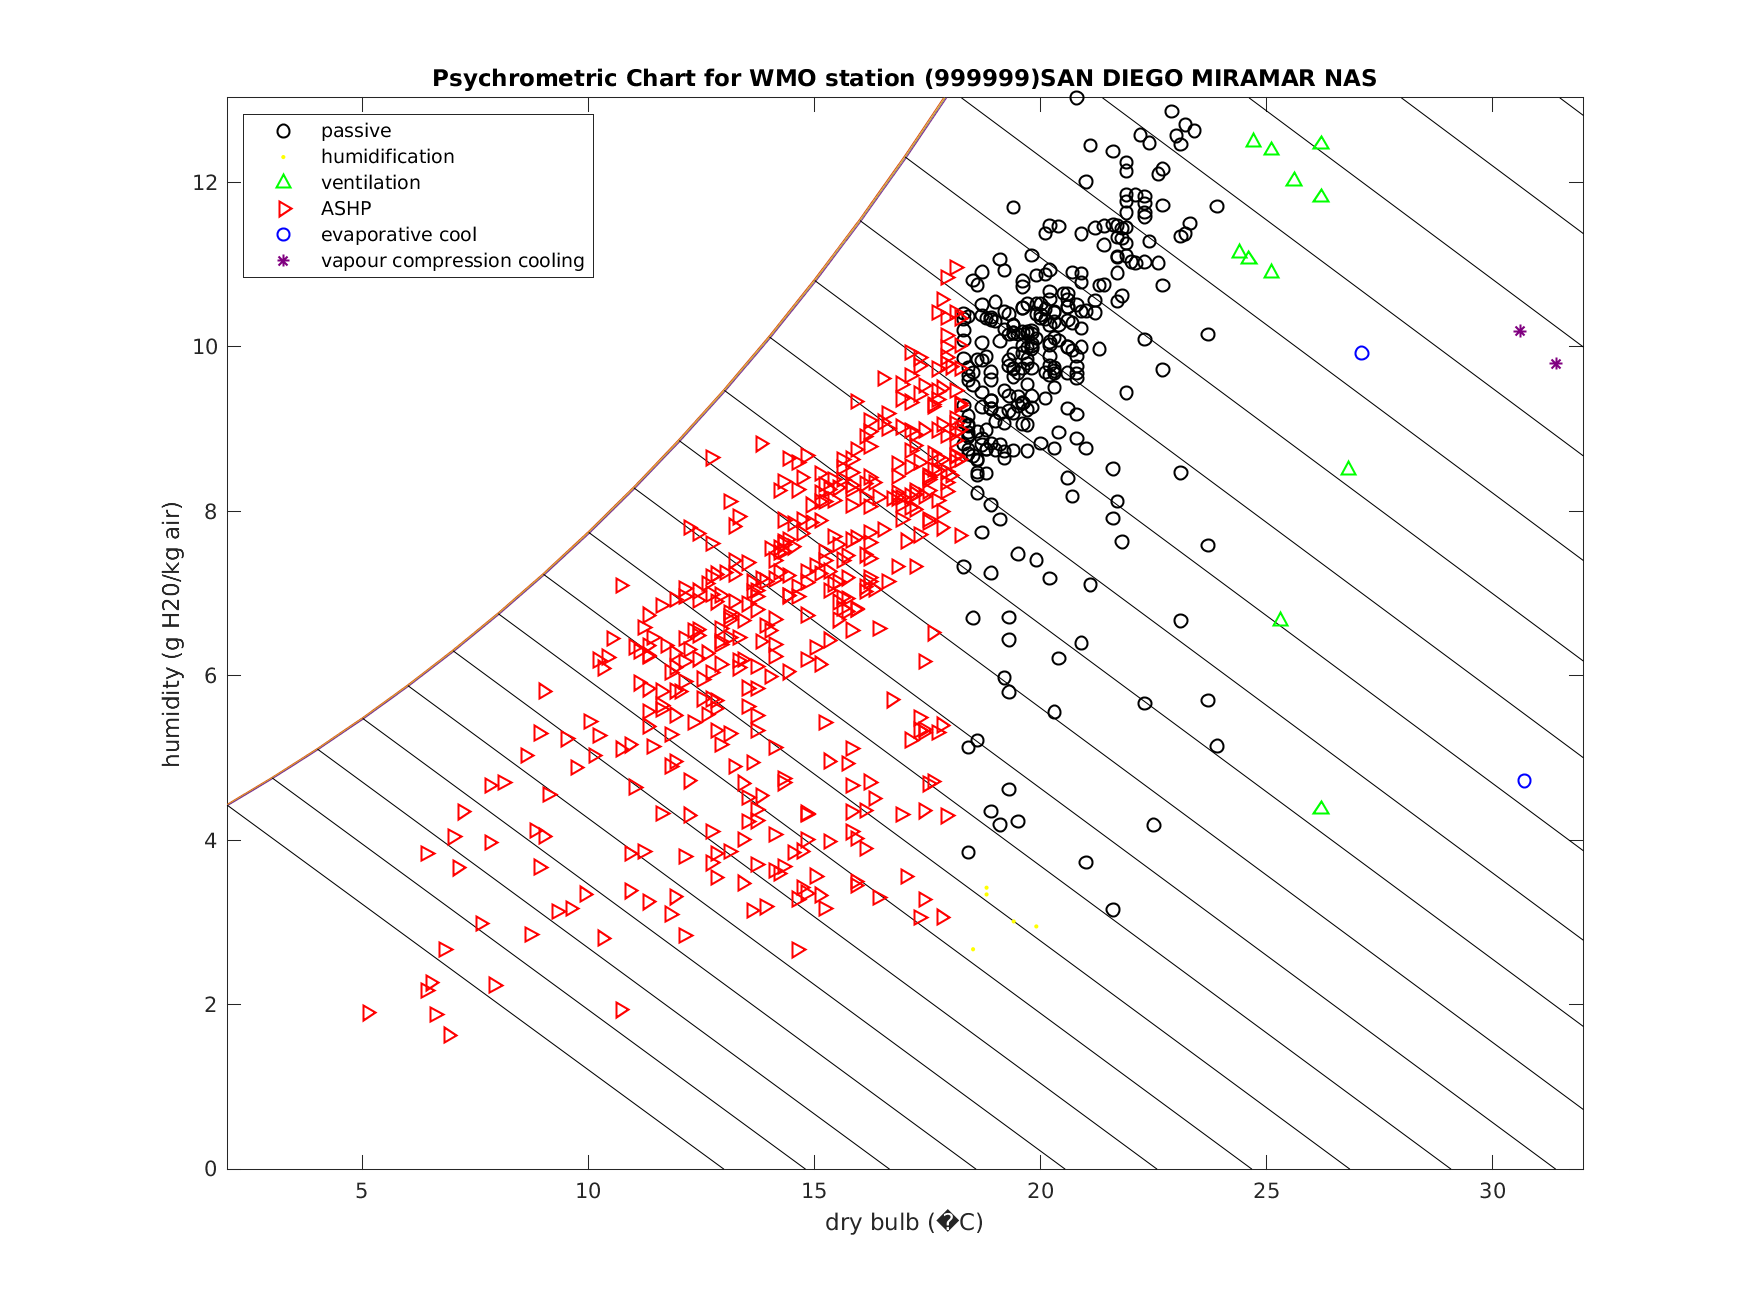 Psychrometric Chart for WMO station (999999)SAN DIEGO MIRAMAR NAS
passive
humidification
ventilation
ASHP
evaporative cool
vapour compression cooling
humidity (g H20/kg air)
12
10
8
6
4
2
0
5 10 15 20 25 30
dry bulb (�C)